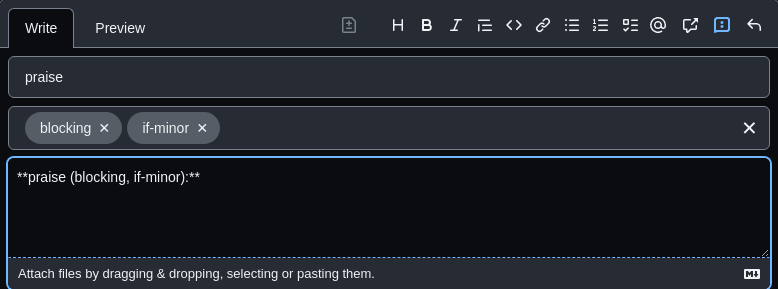 Write
Preview
praise
blocking
if-minor
**praise (blocking, if-minor):**
Attach files by dragging & dropping, selecting or pasting them.